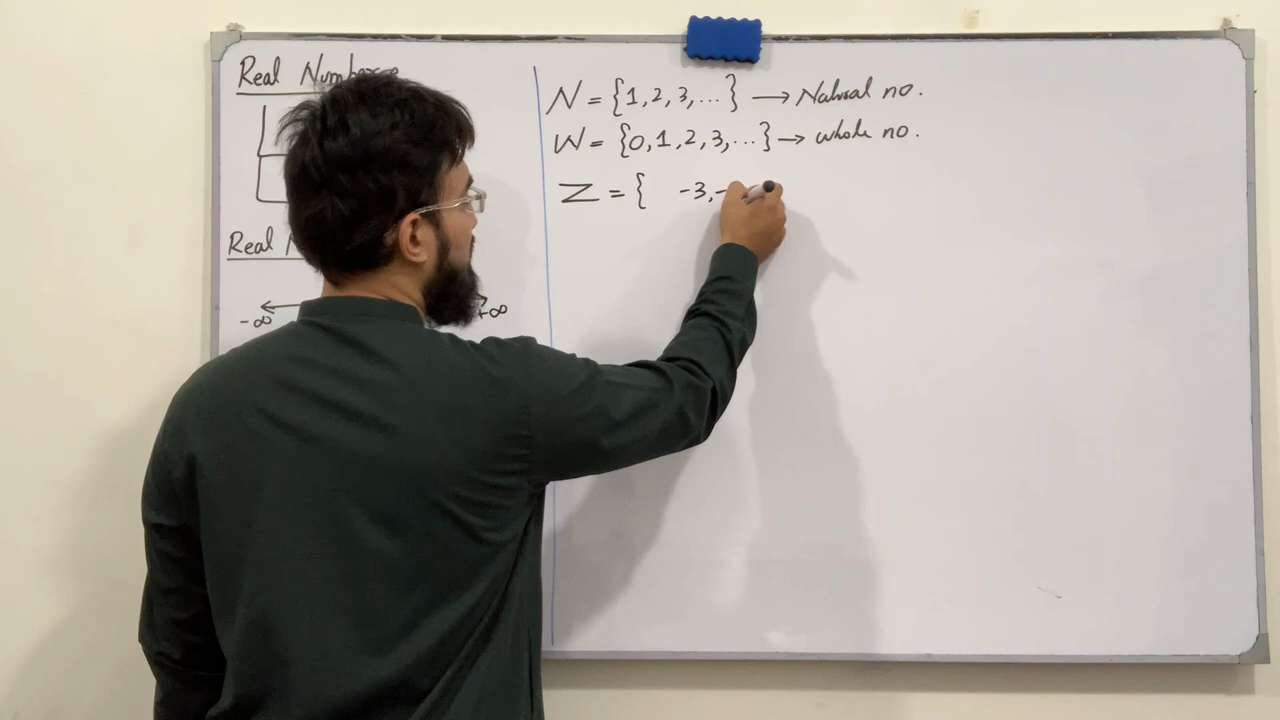 Real Numbers
Real
-∞ +∞
N = {1, 2, 3, ...} → Natural no.
W = {0, 1, 2, 3, ...} → whole no.
Z = { -3, -